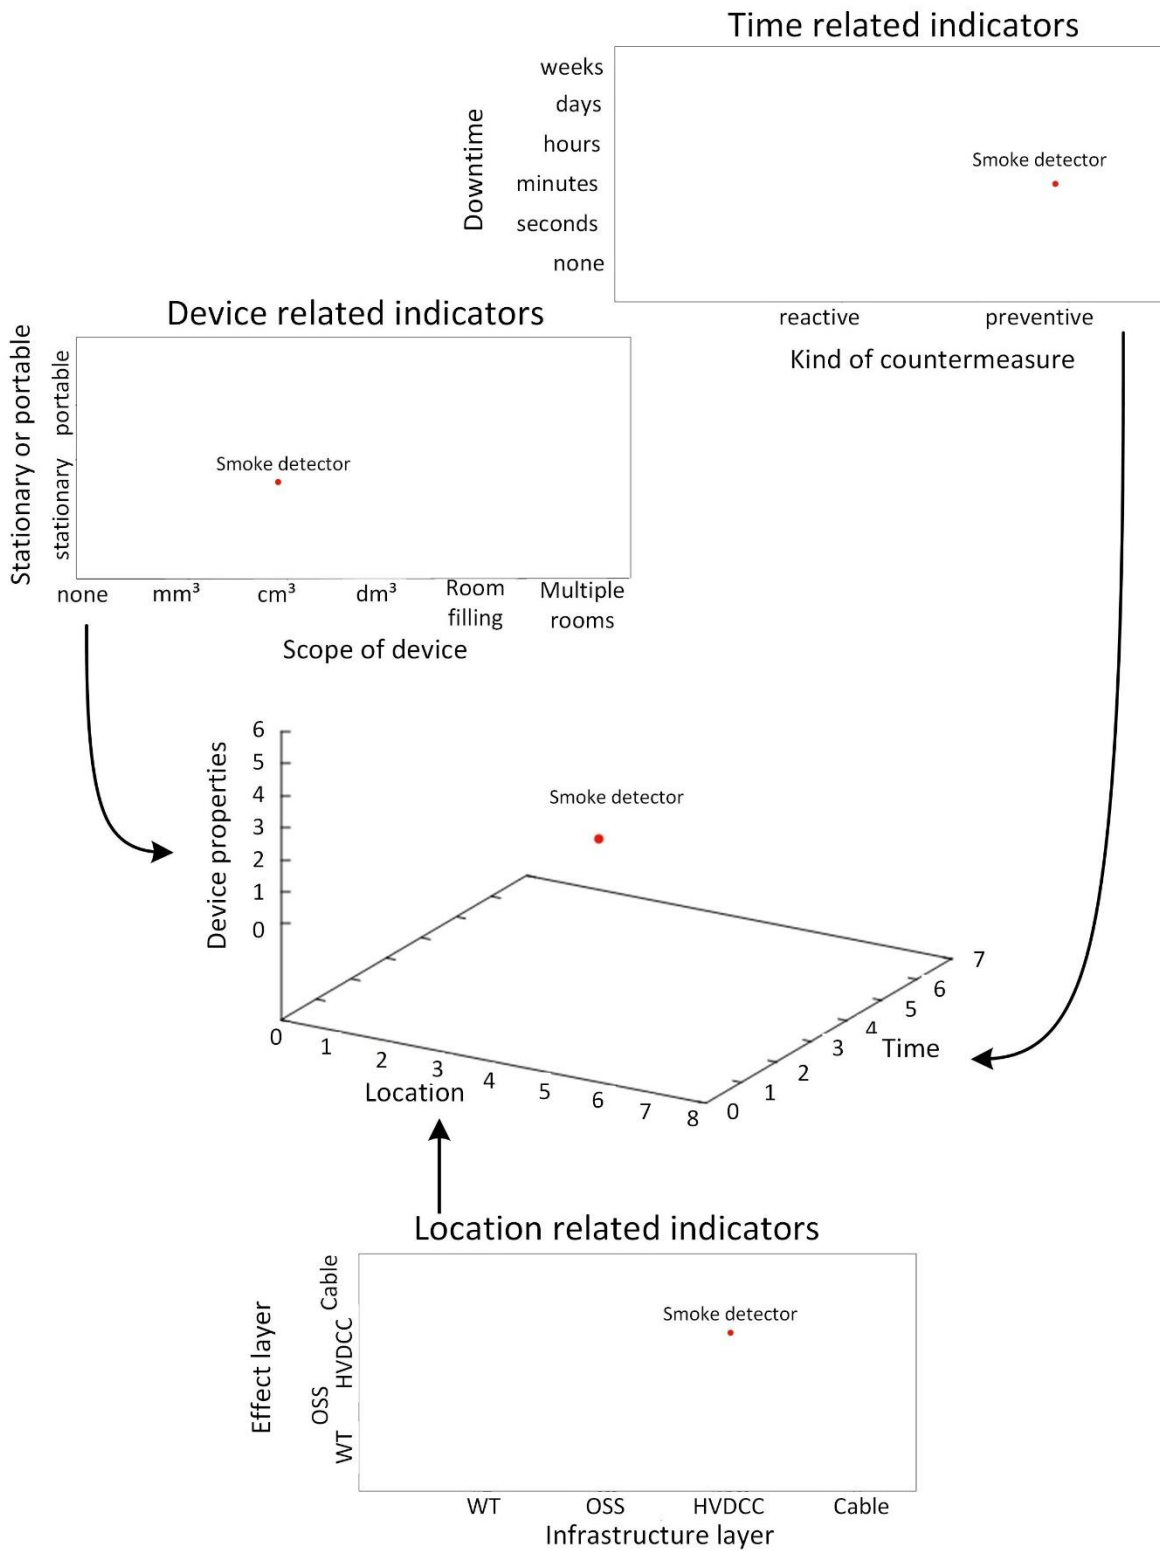 Time related indicators
Downtime
weeks
days
hours
minutes
seconds
none
Smoke detector
reactive
preventive
Kind of countermeasure
Device related indicators
Stationary or portable
portable
stationary
Smoke detector
none
mm³
cm³
dm³
Room
filling
Multiple
rooms
Scope of device
Device properties
6
5
4
3
2
1
0
Smoke detector
0
1
2
3
4
5
6
7
8
Location
0
1
2
3
4
5
6
7
Time
Location related indicators
Effect layer
Cable
HVDCC
OSS
WT
Smoke detector
WT
OSS
HVDCC
Cable
Infrastructure layer